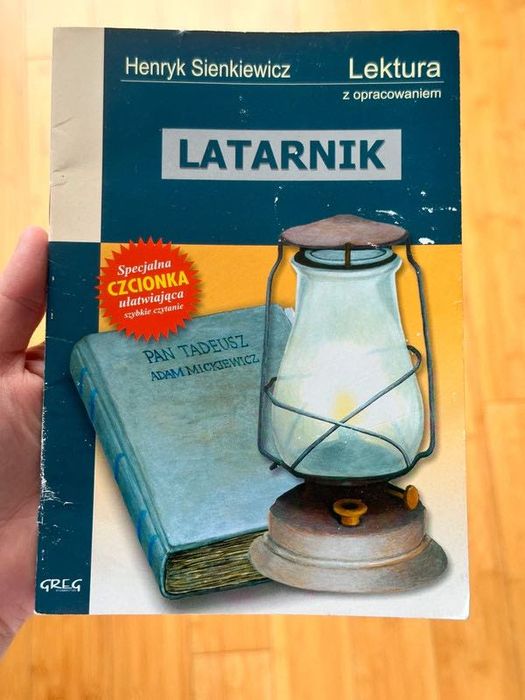 Henryk Sienkiewicz
Lektura
z opracowaniem
LATARNIK
Specjalna
CZCIONKA
ułatwiająca
szybkie czytanie
PAN TADEUSZ
ADAM MICKIEWICZ
GREG